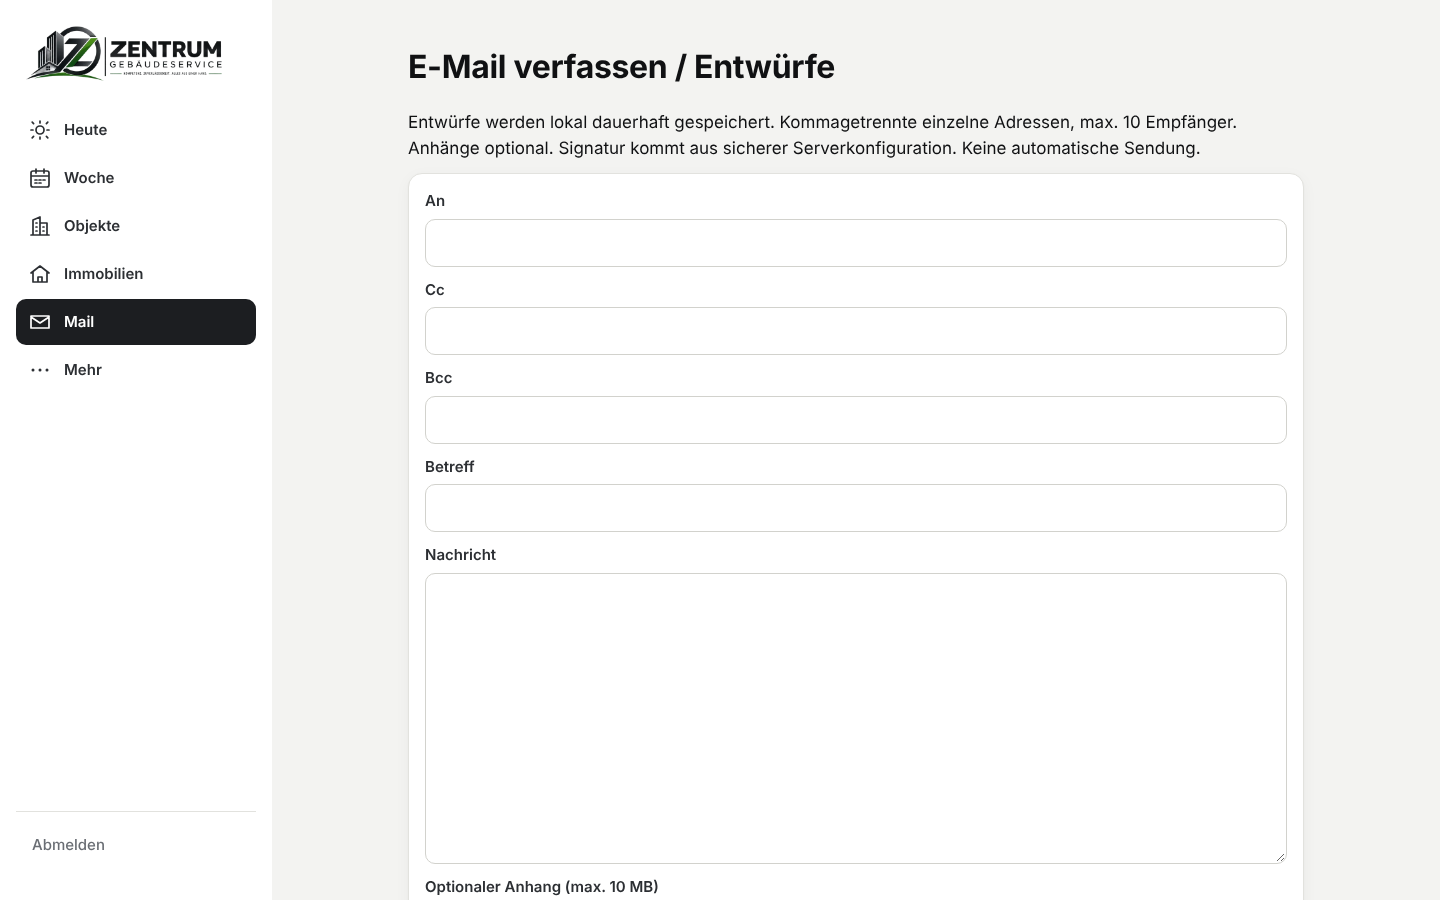 ZENTRUM
GEBÄUDESERVICE
Heute
Woche
Objekte
Immobilien
Mail
Mehr
Abmelden
E-Mail verfassen / Entwürfe
Entwürfe werden lokal dauerhaft gespeichert. Kommagetrennte einzelne Adressen, max. 10 Empfänger.
Anhänge optional. Signatur kommt aus sicherer Serverkonfiguration. Keine automatische Sendung.
An
Cc
Bcc
Betreff
Nachricht
Optionaler Anhang (max. 10 MB)